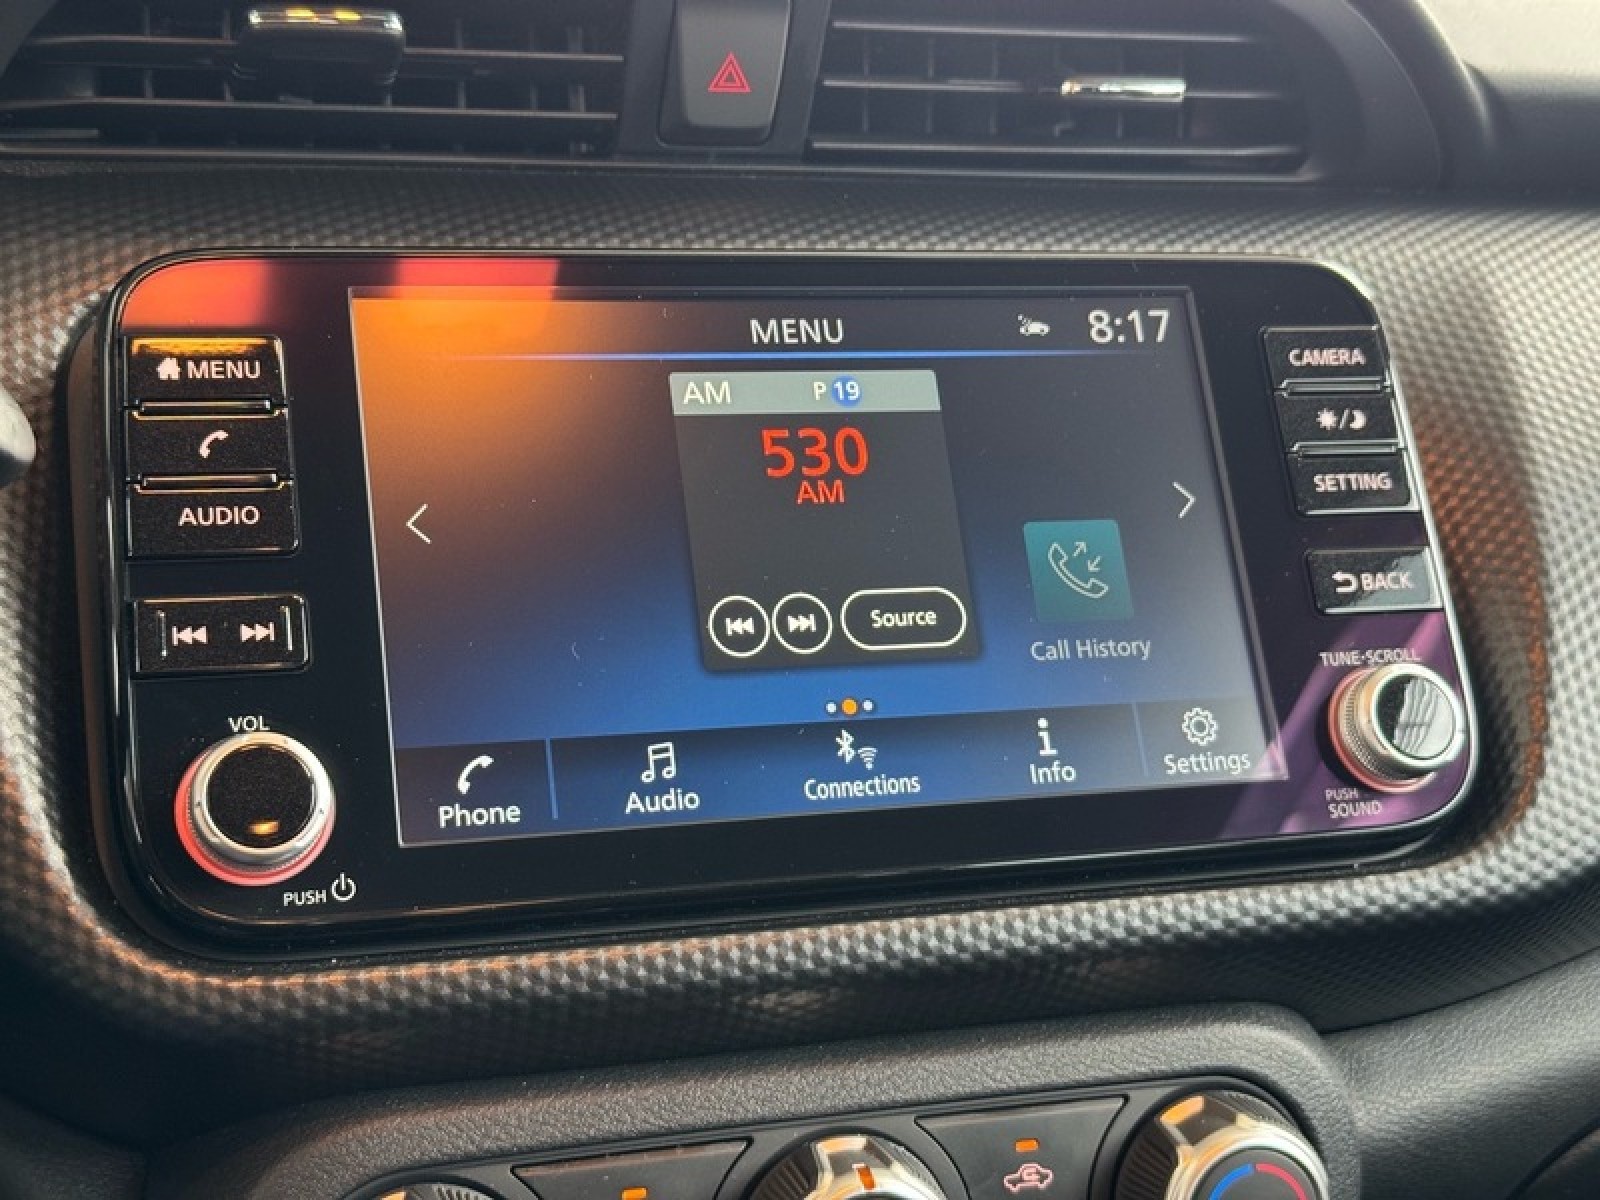 MENU 8:17
MENU
AUDIO
VOL
PUSH
AM P 19
530
AM
Source
Call History
Phone
Audio
Connections
Info
Settings
CAMERA
SETTING
BACK
TUNE·SCROLL
PUSH
SOUND